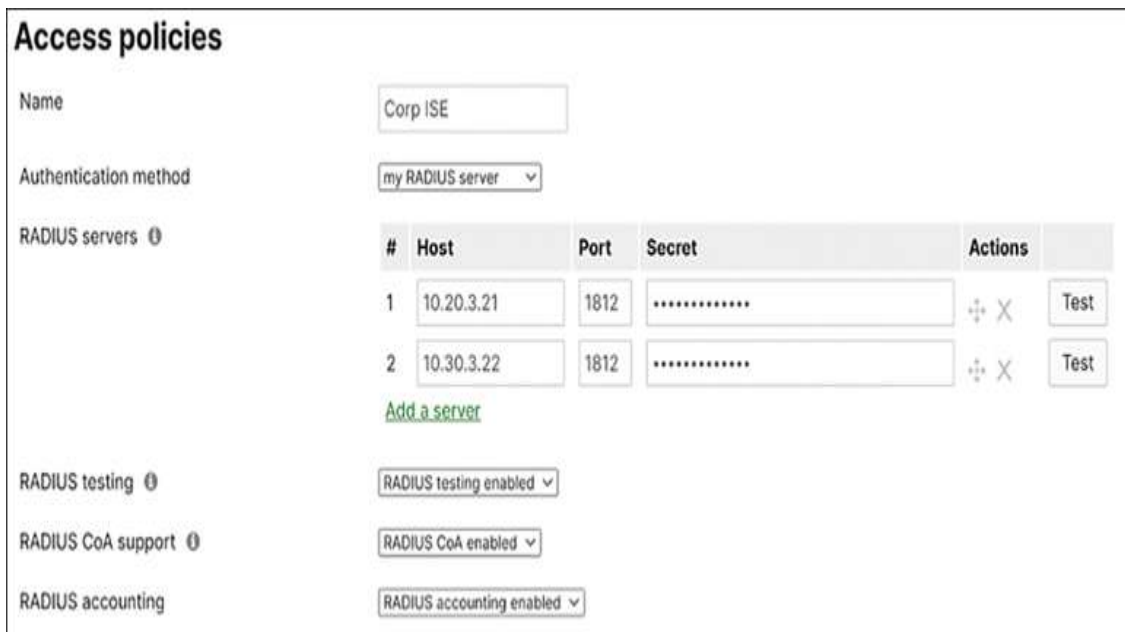 Access policies
Name Corp ISE
Authentication method my RADIUS server
RADIUS servers
# Host Port Secret Actions
1 10.20.3.21 1812 ••••••••••••• Test
2 10.30.3.22 1812 ••••••••••••• Test
Add a server
RADIUS testing RADIUS testing enabled
RADIUS CoA support RADIUS CoA enabled
RADIUS accounting RADIUS accounting enabled